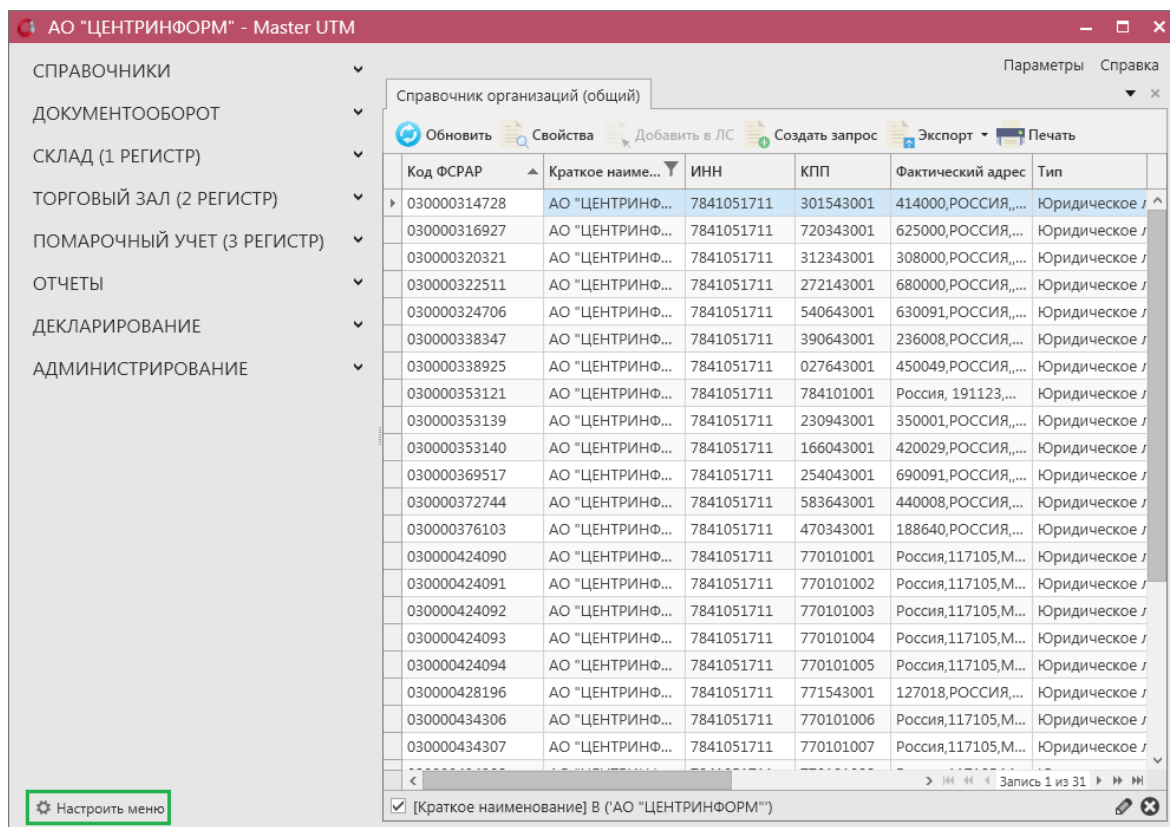 АО "ЦЕНТРИНФОРМ" - Master UTM
Параметры Справка
СПРАВОЧНИКИ
ДОКУМЕНТООБОРОТ
СКЛАД (1 РЕГИСТР)
ТОРГОВЫЙ ЗАЛ (2 РЕГИСТР)
ПОМАРОЧНЫЙ УЧЕТ (3 РЕГИСТР)
ОТЧЕТЫ
ДЕКЛАРИРОВАНИЕ
АДМИНИСТРИРОВАНИЕ
Настроить меню
Справочник организаций (общий)
Обновить Свойства Добавить в ЛС Создать запрос Экспорт Печать
Код ФСРАР Краткое наиме... ИНН КПП Фактический адрес Тип
030000314728 АО "ЦЕНТРИНФ... 7841051711 301543001 414000,РОССИЯ,,... Юридическое л
030000316927 АО "ЦЕНТРИНФ... 7841051711 720343001 625000,РОССИЯ,... Юридическое л
030000320321 АО "ЦЕНТРИНФ... 7841051711 312343001 308000,РОССИЯ,,... Юридическое л
030000322511 АО "ЦЕНТРИНФ... 7841051711 272143001 680000,РОССИЯ,... Юридическое л
030000324706 АО "ЦЕНТРИНФ... 7841051711 540643001 630091,РОССИЯ,,... Юридическое л
030000338347 АО "ЦЕНТРИНФ... 7841051711 390643001 236008,РОССИЯ,... Юридическое л
030000338925 АО "ЦЕНТРИНФ... 7841051711 027643001 450049,РОССИЯ,,... Юридическое л
030000353121 АО "ЦЕНТРИНФ... 7841051711 784101001 Россия, 191123,... Юридическое л
030000353139 АО "ЦЕНТРИНФ... 7841051711 230943001 350001,РОССИЯ,,... Юридическое л
030000353140 АО "ЦЕНТРИНФ... 7841051711 166043001 420029,РОССИЯ,,... Юридическое л
030000369517 АО "ЦЕНТРИНФ... 7841051711 254043001 690091,РОССИЯ,,... Юридическое л
030000372744 АО "ЦЕНТРИНФ... 7841051711 583643001 440008,РОССИЯ,... Юридическое л
030000376103 АО "ЦЕНТРИНФ... 7841051711 470343001 188640,РОССИЯ,... Юридическое л
030000424090 АО "ЦЕНТРИНФ... 7841051711 770101001 Россия,117105,М... Юридическое л
030000424091 АО "ЦЕНТРИНФ... 7841051711 770101002 Россия,117105,М... Юридическое л
030000424092 АО "ЦЕНТРИНФ... 7841051711 770101003 Россия,117105,М... Юридическое л
030000424093 АО "ЦЕНТРИНФ... 7841051711 770101004 Россия,117105,М... Юридическое л
030000424094 АО "ЦЕНТРИНФ... 7841051711 770101005 Россия,117105,М... Юридическое л
030000428196 АО "ЦЕНТРИНФ... 7841051711 771543001 127018,РОССИЯ,... Юридическое л
030000434306 АО "ЦЕНТРИНФ... 7841051711 770101006 Россия,117105,М... Юридическое л
030000434307 АО "ЦЕНТРИНФ... 7841051711 770101007 Россия,117105,М... Юридическое л
Запись 1 из 31
[Краткое наименование] В ('АО "ЦЕНТРИНФОРМ"')